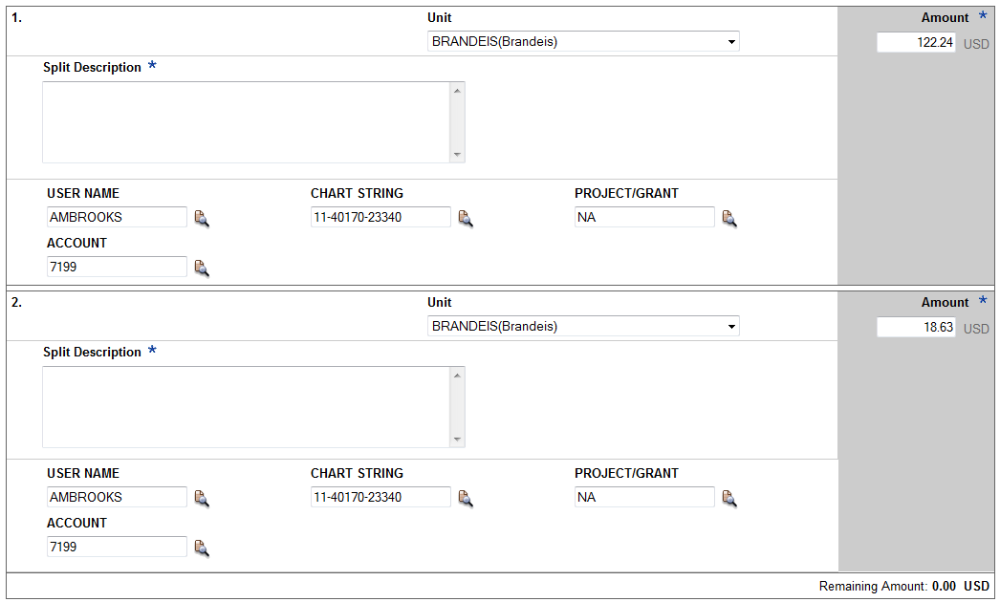 1. Unit Amount *
BRANDEIS(Brandeis) 122.24 USD
Split Description *
USER NAME CHART STRING PROJECT/GRANT
AMBROOKS 11-40170-23340 NA
ACCOUNT
7199
2. Unit Amount *
BRANDEIS(Brandeis) 18.63 USD
Split Description *
USER NAME CHART STRING PROJECT/GRANT
AMBROOKS 11-40170-23340 NA
ACCOUNT
7199
Remaining Amount: 0.00 USD